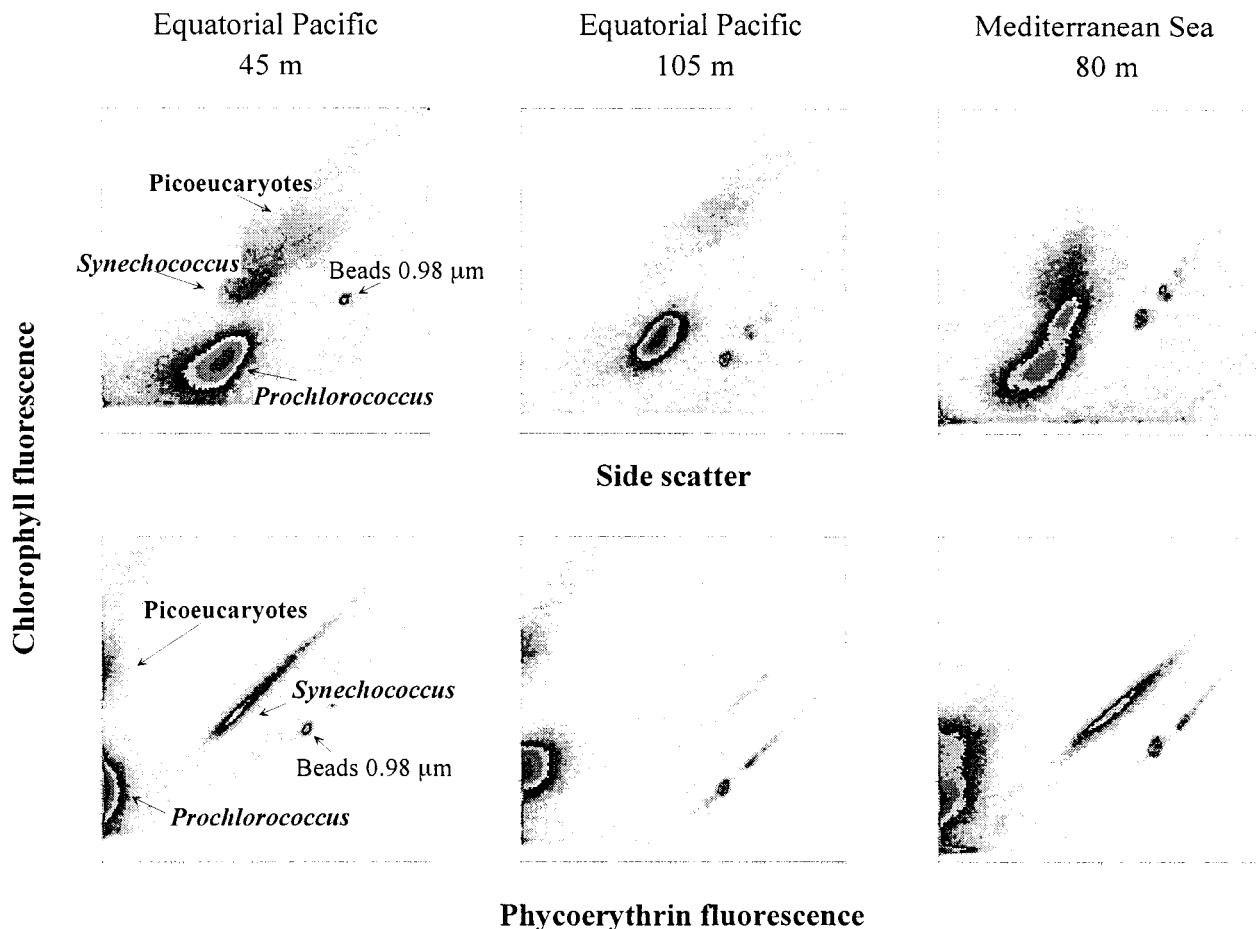 Equatorial Pacific
45 m
Equatorial Pacific
105 m
Mediterranean Sea
80 m
Chlorophyll fluorescence
Picoeucaryotes
Synechococcus
Beads 0.98 µm
Prochlorococcus
Side scatter
Picoeucaryotes
Synechococcus
Beads 0.98 µm
Prochlorococcus
Phycoerythrin fluorescence